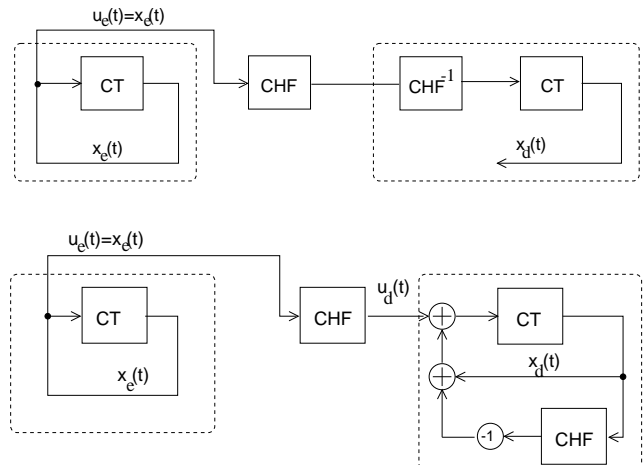 u_e(t)=x_e(t)
CT
CHF
CHF^-1
CT
x_e(t)
x_d(t)
u_e(t)=x_e(t)
u_d(t)
CT
CHF
CT
x_e(t)
x_d(t)
-1
CHF